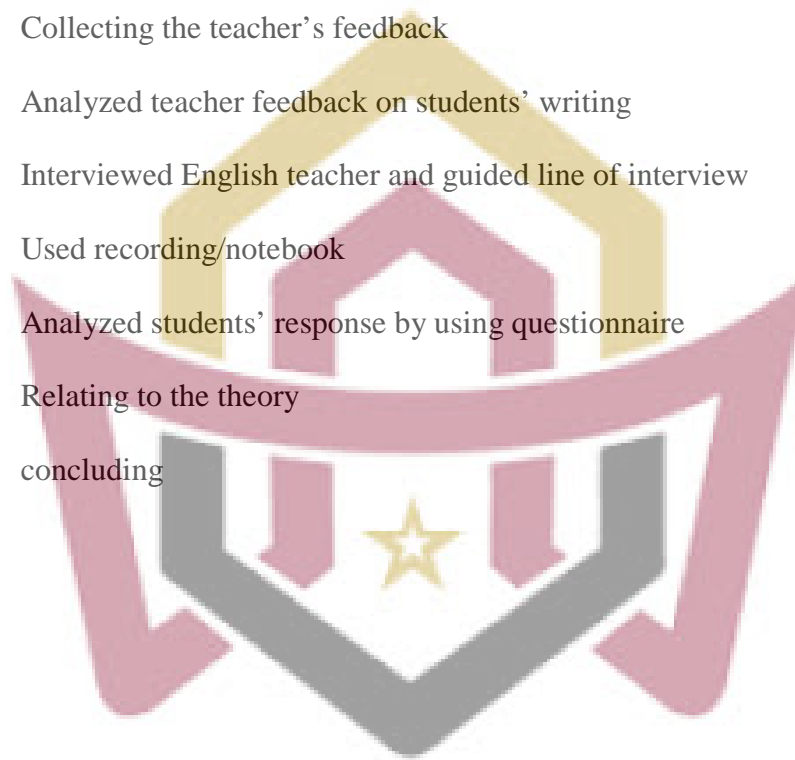 Collecting the teacher’s feedback
Analyzed teacher feedback on students’ writing
Interviewed English teacher and guided line of interview
Used recording/notebook
Analyzed students’ response by using questionnaire
Relating to the theory
concluding